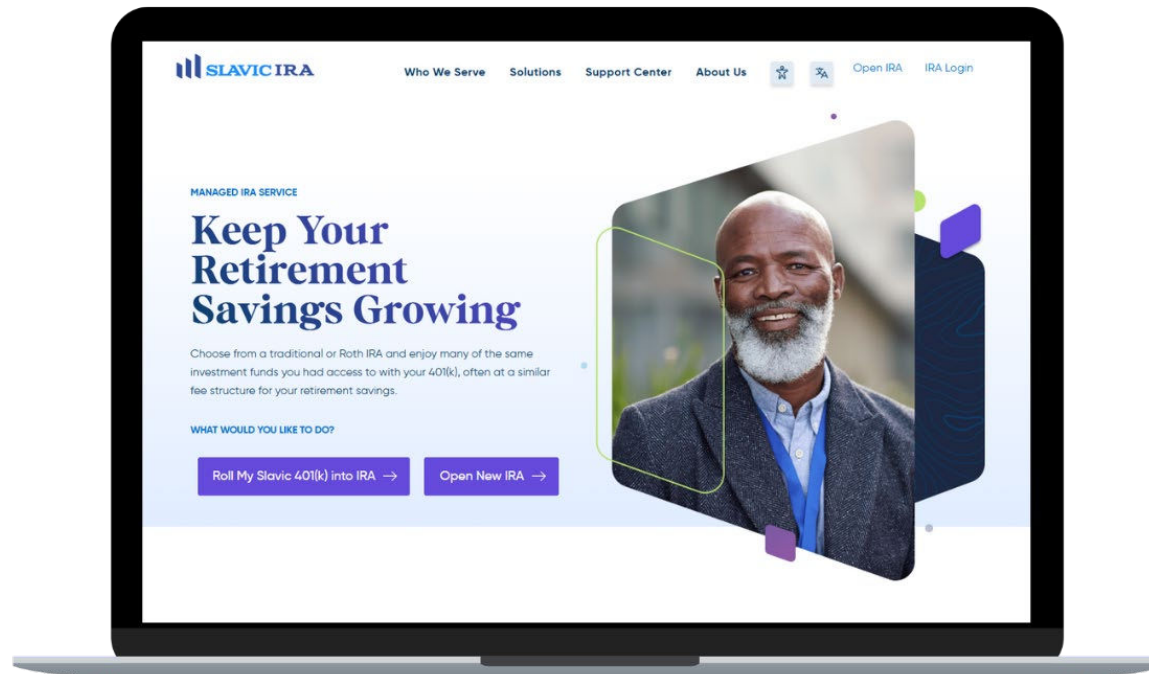 SLAVIC IRA
Who We Serve Solutions Support Center About Us Open IRA IRA Login
MANAGED IRA SERVICE
Keep Your
Retirement
Savings Growing
Choose from a traditional or Roth IRA and enjoy many of the same
investment funds you had access to with your 401(k), often at a similar
fee structure for your retirement savings.
WHAT WOULD YOU LIKE TO DO?
Roll My Slavic 401(k) into IRA → Open New IRA →